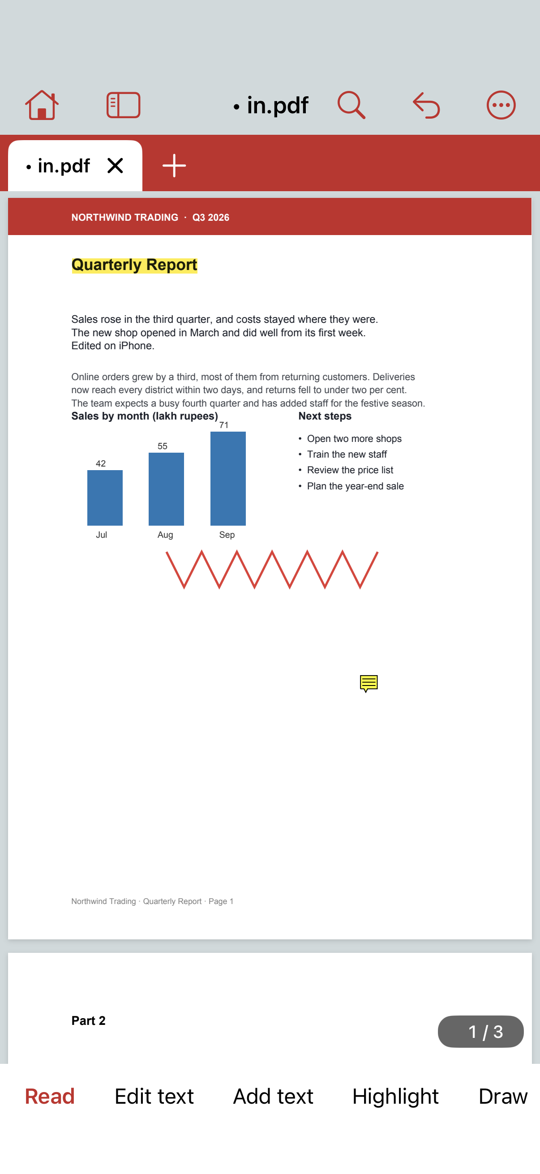 • in.pdf
• in.pdf
NORTHWIND TRADING · Q3 2026
Quarterly Report
Sales rose in the third quarter, and costs stayed where they were.
The new shop opened in March and did well from its first week.
Edited on iPhone.
Online orders grew by a third, most of them from returning customers. Deliveries
now reach every district within two days, and returns fell to under two per cent.
The team expects a busy fourth quarter and has added staff for the festive season.
Sales by month (lakh rupees)
71
55
42
Jul
Aug
Sep
Next steps
• Open two more shops
• Train the new staff
• Review the price list
• Plan the year-end sale
Northwind Trading · Quarterly Report · Page 1
Part 2
1 / 3
Read
Edit text
Add text
Highlight
Draw